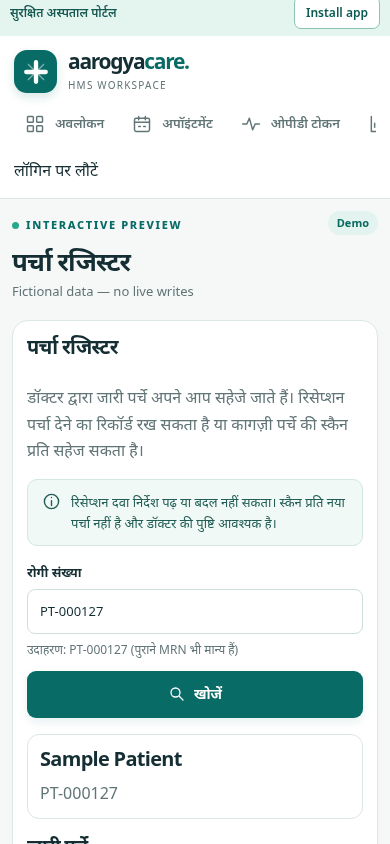 सुरक्षित अस्पताल पोर्टल
Install app
aarogyacare.
HMS WORKSPACE
अवलोकन
अपॉइंटमेंट
ओपीडी टोकन
लॉगिन पर लौटें
INTERACTIVE PREVIEW
Demo
पर्चा रजिस्टर
Fictional data — no live writes
पर्चा रजिस्टर
डॉक्टर द्वारा जारी पर्चे अपने आप सहेजे जाते हैं। रिसेप्शन
पर्चा देने का रिकॉर्ड रख सकता है या कागज़ी पर्चे की स्कैन
प्रति सहेज सकता है।
रिसेप्शन दवा निर्देश पढ़ या बदल नहीं सकता। स्कैन प्रति नया
पर्चा नहीं है और डॉक्टर की पुष्टि आवश्यक है।
रोगी संख्या
PT-000127
उदाहरण: PT-000127 (पुराने MRN भी मान्य हैं)
खोजें
Sample Patient
PT-000127